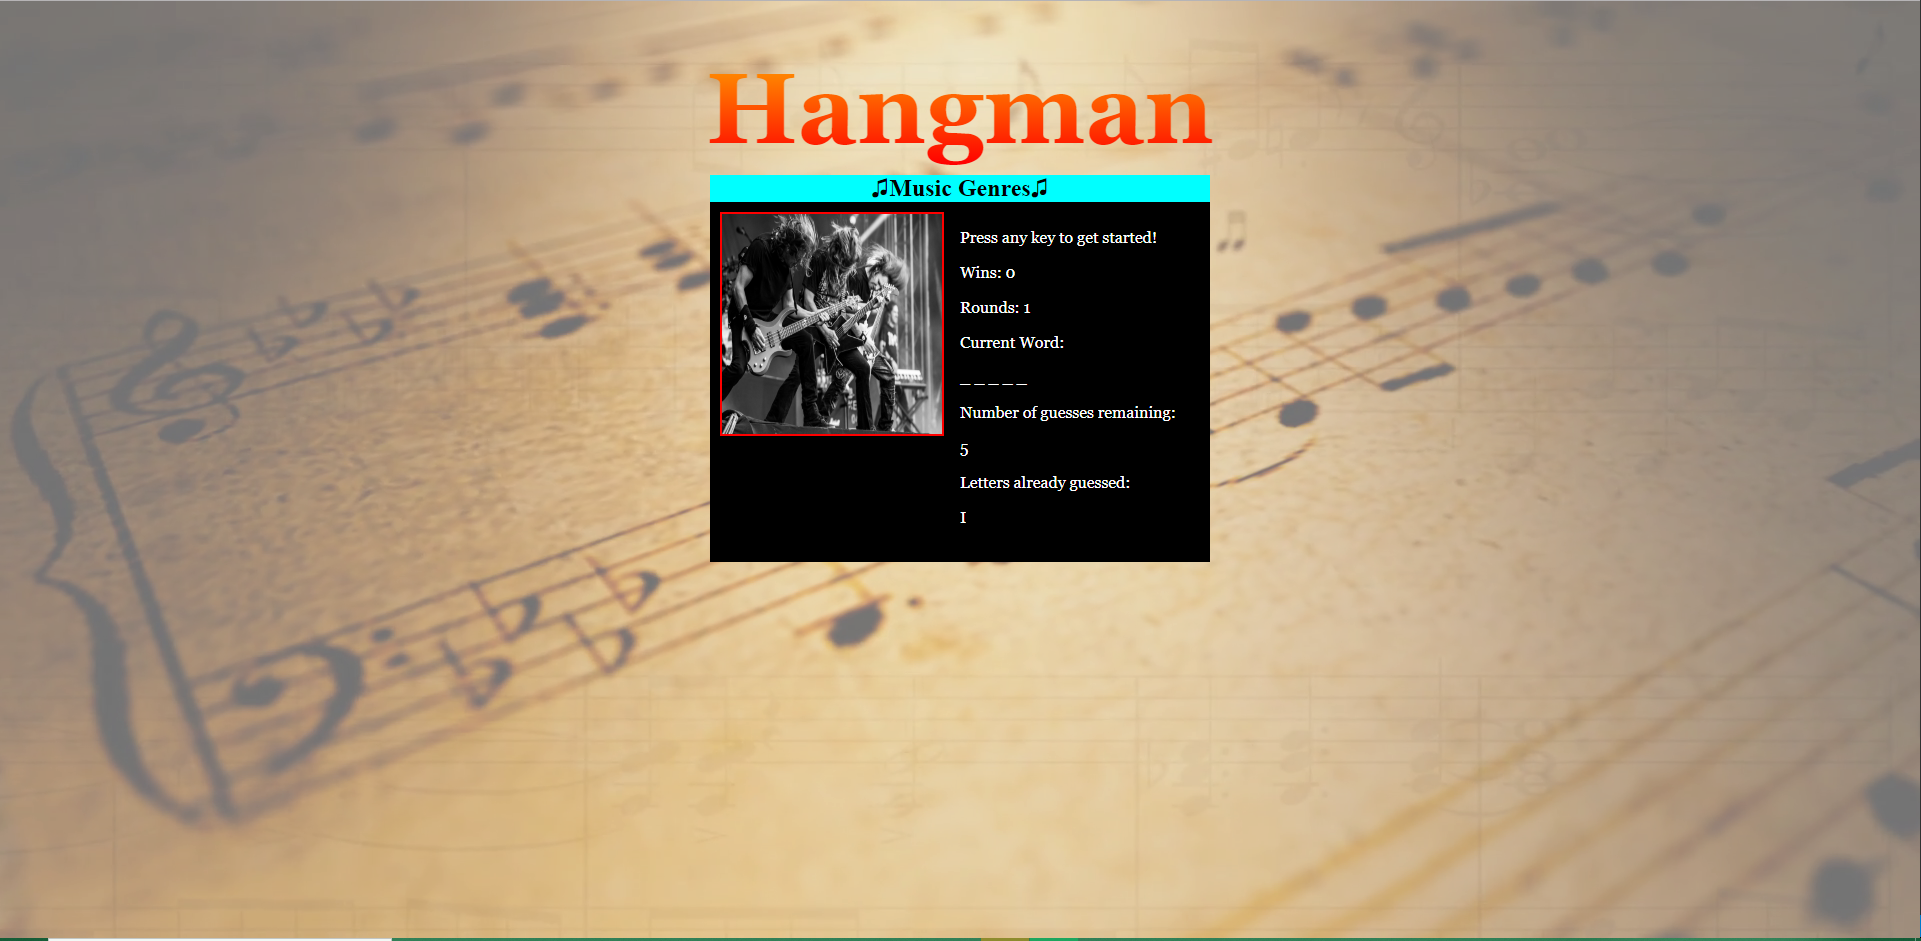 Hangman
♫Music Genres♫
Press any key to get started!
Wins: 0
Rounds: 1
Current Word:
_ _ _ _ _
Number of guesses remaining:
5
Letters already guessed:
I